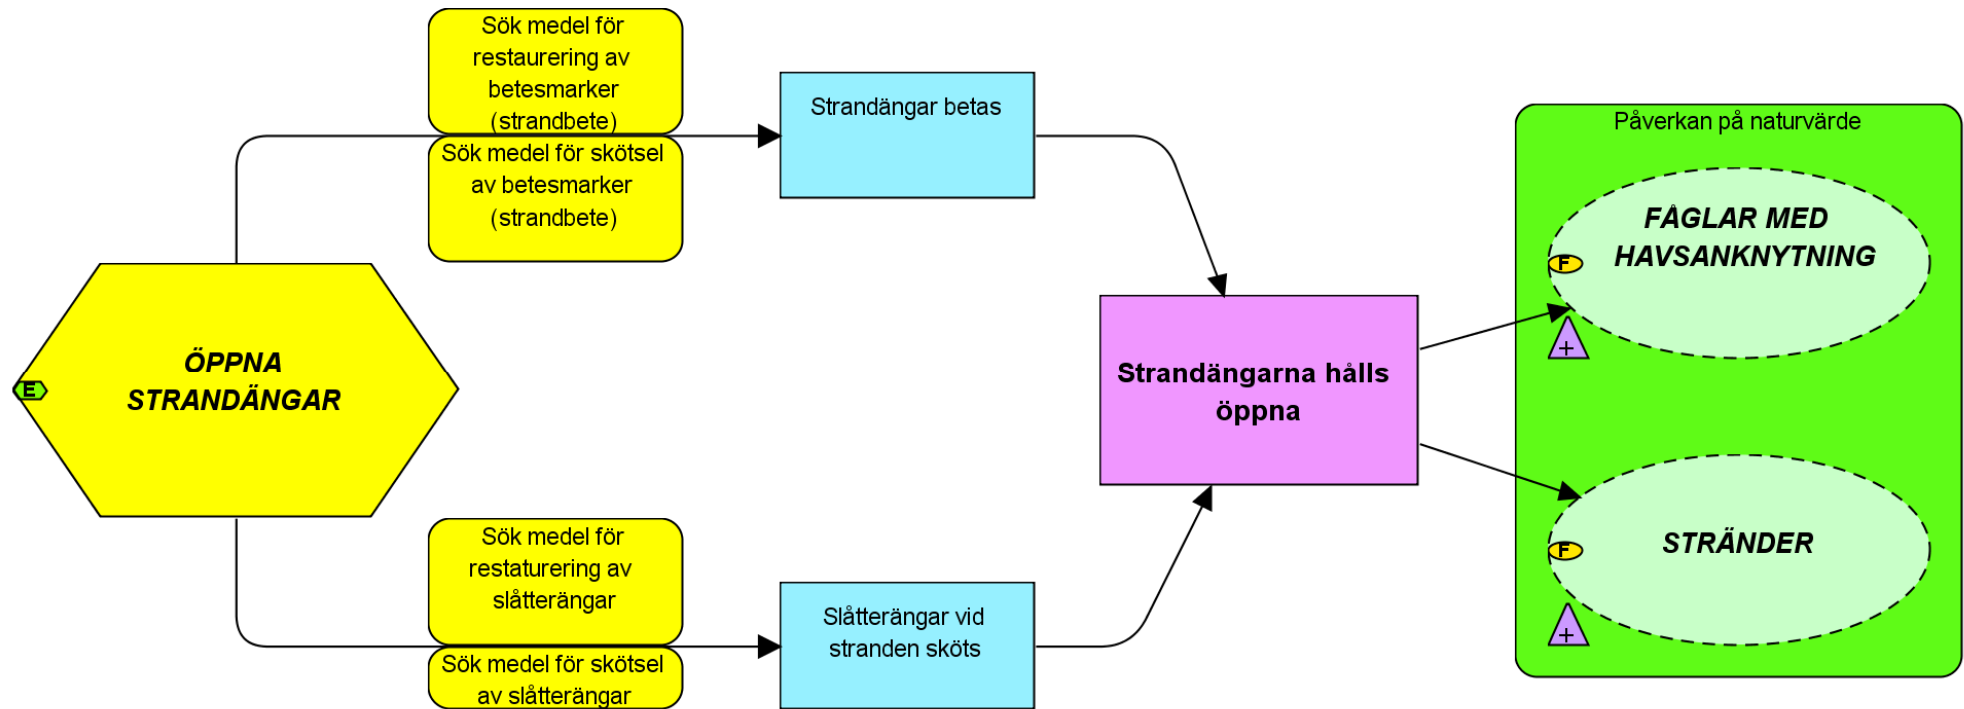 Sök medel för
restaurering av
betesmarker
(strandbete)
Sök medel för skötsel
av betesmarker
(strandbete)
Strandängar betas
Påverkan på naturvärde
FÅGLAR MED
HAVSANKNYTNING
F
+
E
ÖPPNA
STRANDÄNGAR
Strandängarna hålls
öppna
Sök medel för
restaturering av
slåtterängar
Sök medel för skötsel
av slåtterängar
Slåtterängar vid
stranden sköts
STRÄNDER
F
+